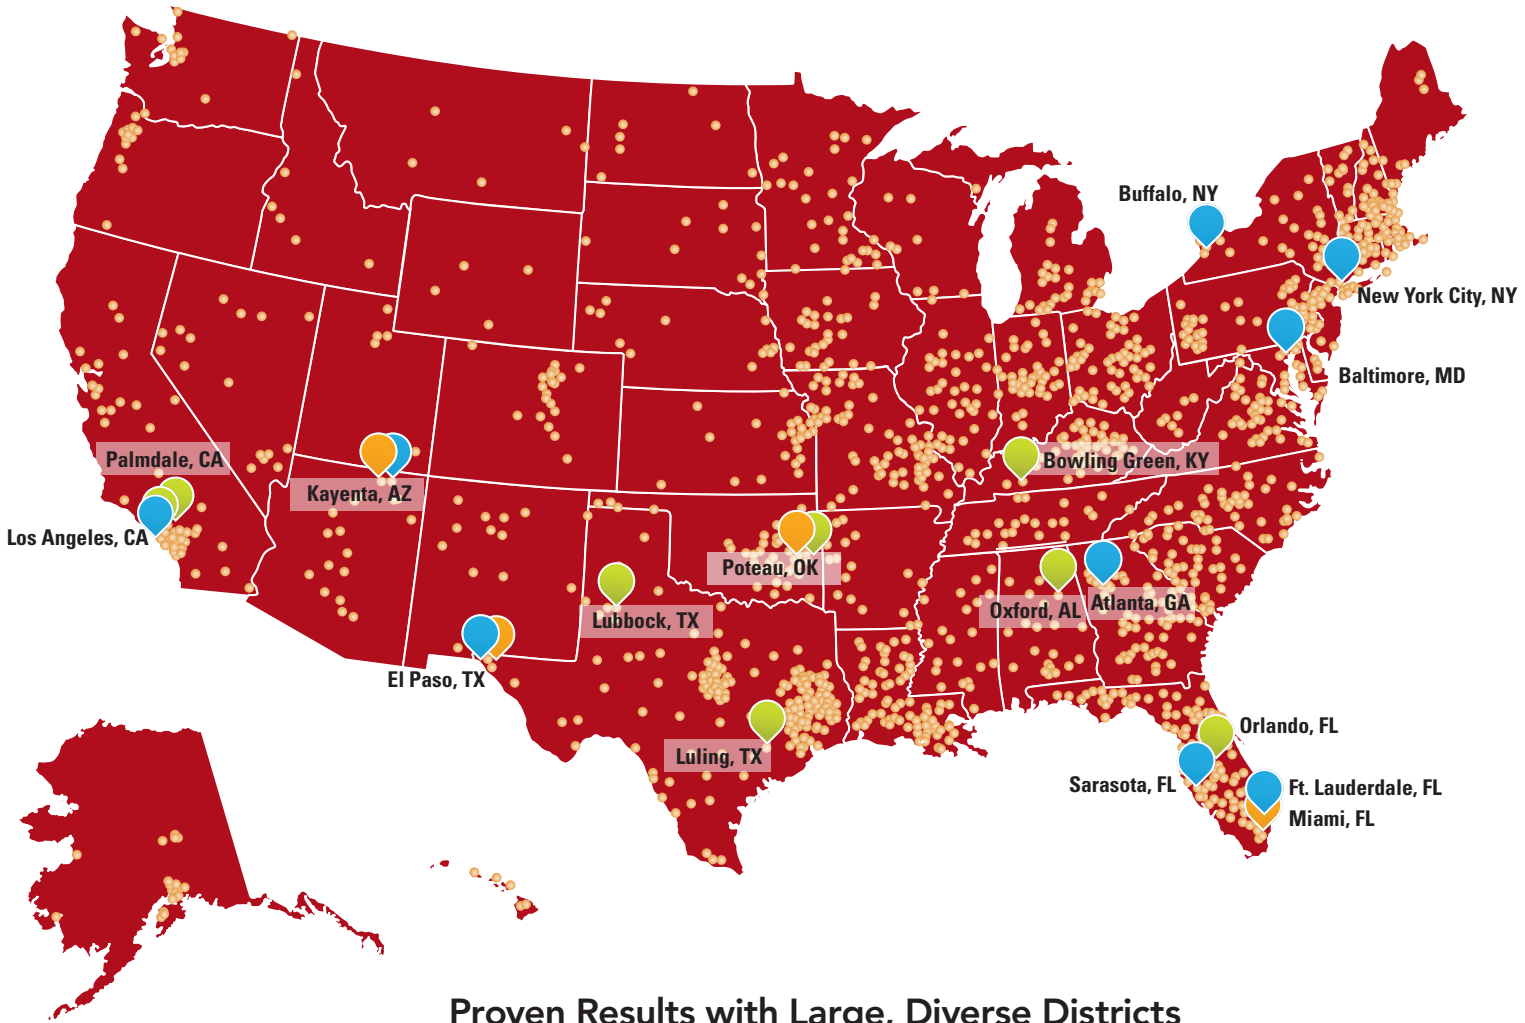 Buffalo, NY
New York City, NY
Baltimore, MD
Palmdale, CA
Bowling Green, KY
Kayenta, AZ
Los Angeles, CA
Poteau, OK
Lubbock, TX
Oxford, AL
Atlanta, GA
El Paso, TX
Orlando, FL
Luling, TX
Sarasota, FL
Ft. Lauderdale, FL
Miami, FL
Proven Results with Large, Diverse Districts